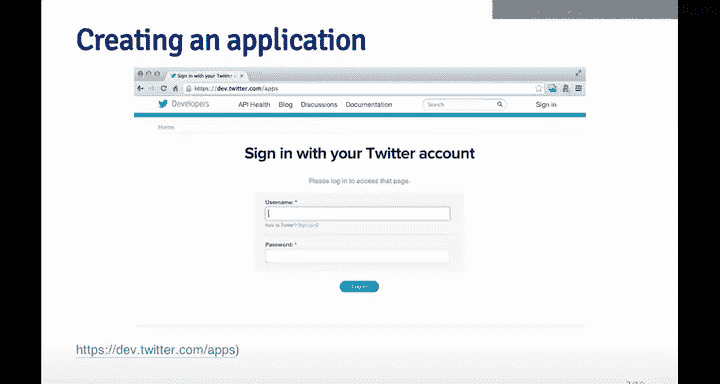 Creating an application
Sign in with your Twitter a
https://dev.twitter.com/apps
Developers API Health Blog Discussions Documentation Search Sign in
Home
Sign in with your Twitter account
Please log in to access that page.
Username: *
New to Twitter? Sign up
Password: *
Log in
https://dev.twitter.com/apps)